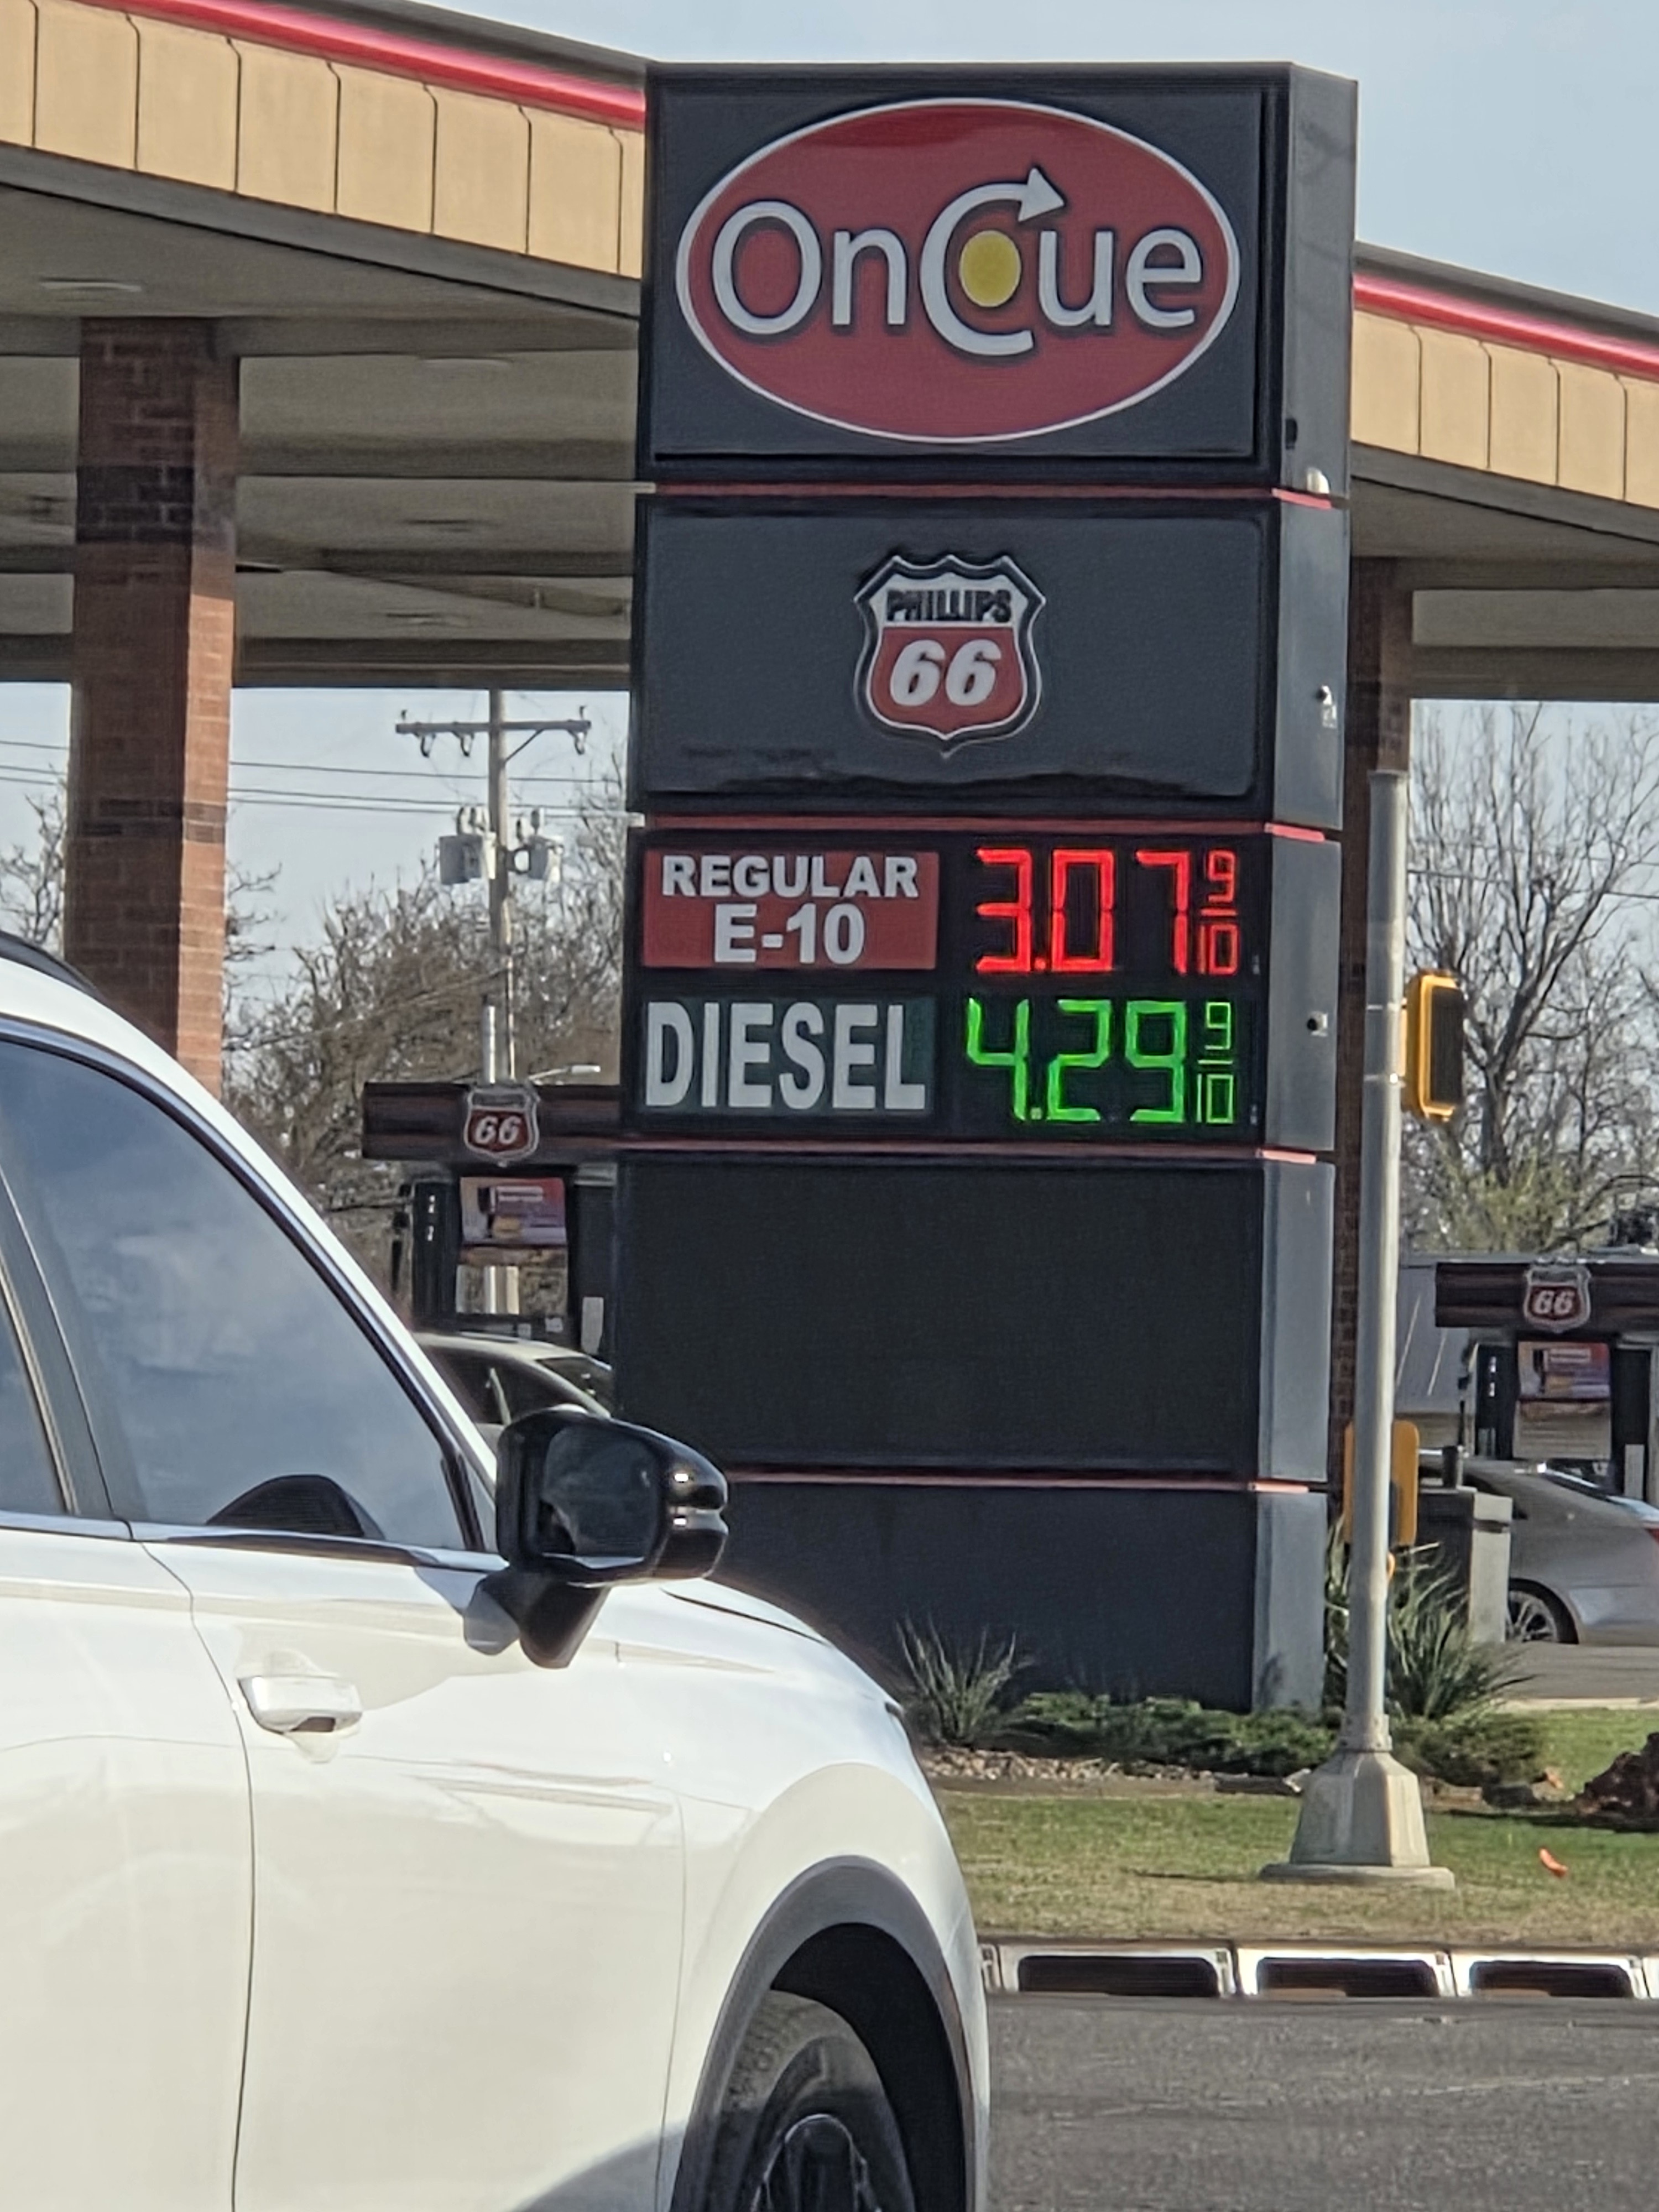 OnCue
PHILLIPS
66
REGULAR
E-10
3.07 9/10
DIESEL
4.29 9/10
66
66